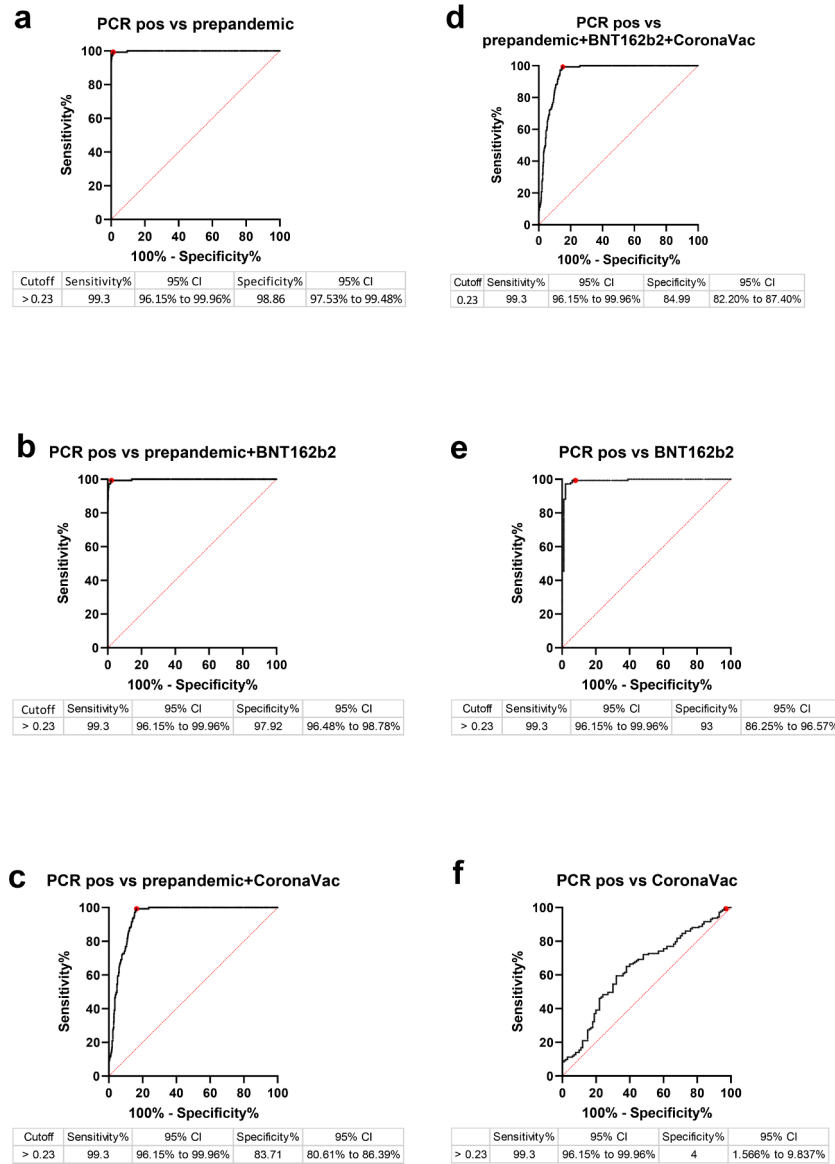 a
PCR pos vs prepandemic
100
80
60
40
20
0
Sensitivity%
0 20 40 60 80 100
100% - Specificity%
Cutoff Sensitivity% 95% CI Specificity% 95% CI
> 0.23 99.3 96.15% to 99.96% 98.86 97.53% to 99.48%
b
PCR pos vs prepandemic+BNT162b2
100
80
60
40
20
0
Sensitivity%
0 20 40 60 80 100
100% - Specificity%
Cutoff Sensitivity% 95% CI Specificity% 95% CI
> 0.23 99.3 96.15% to 99.96% 97.92 96.48% to 98.78%
c
PCR pos vs prepandemic+CoronaVac
100
80
60
40
20
0
Sensitivity%
0 20 40 60 80 100
100% - Specificity%
Cutoff Sensitivity% 95% CI Specificity% 95% CI
> 0.23 99.3 96.15% to 99.96% 83.71 80.61% to 86.39%
d
PCR pos vs
prepandemic+BNT162b2+CoronaVac
100
80
60
40
20
0
Sensitivity%
0 20 40 60 80 100
100% - Specificity%
Cutoff Sensitivity% 95% CI Specificity% 95% CI
0.23 99.3 96.15% to 99.96% 84.99 82.20% to 87.40%
e
PCR pos vs BNT162b2
100
80
60
40
20
0
Sensitivity%
0 20 40 60 80 100
100% - Specificity%
Cutoff Sensitivity% 95% CI Specificity% 95% CI
> 0.23 99.3 96.15% to 99.96% 93 86.25% to 96.57%
f
PCR pos vs CoronaVac
100
80
60
40
20
0
Sensitivity%
0 20 40 60 80 100
100% - Specificity%
Sensitivity% 95% CI Specificity% 95% CI
> 0.23 99.3 96.15% to 99.96% 4 1.566% to 9.837%